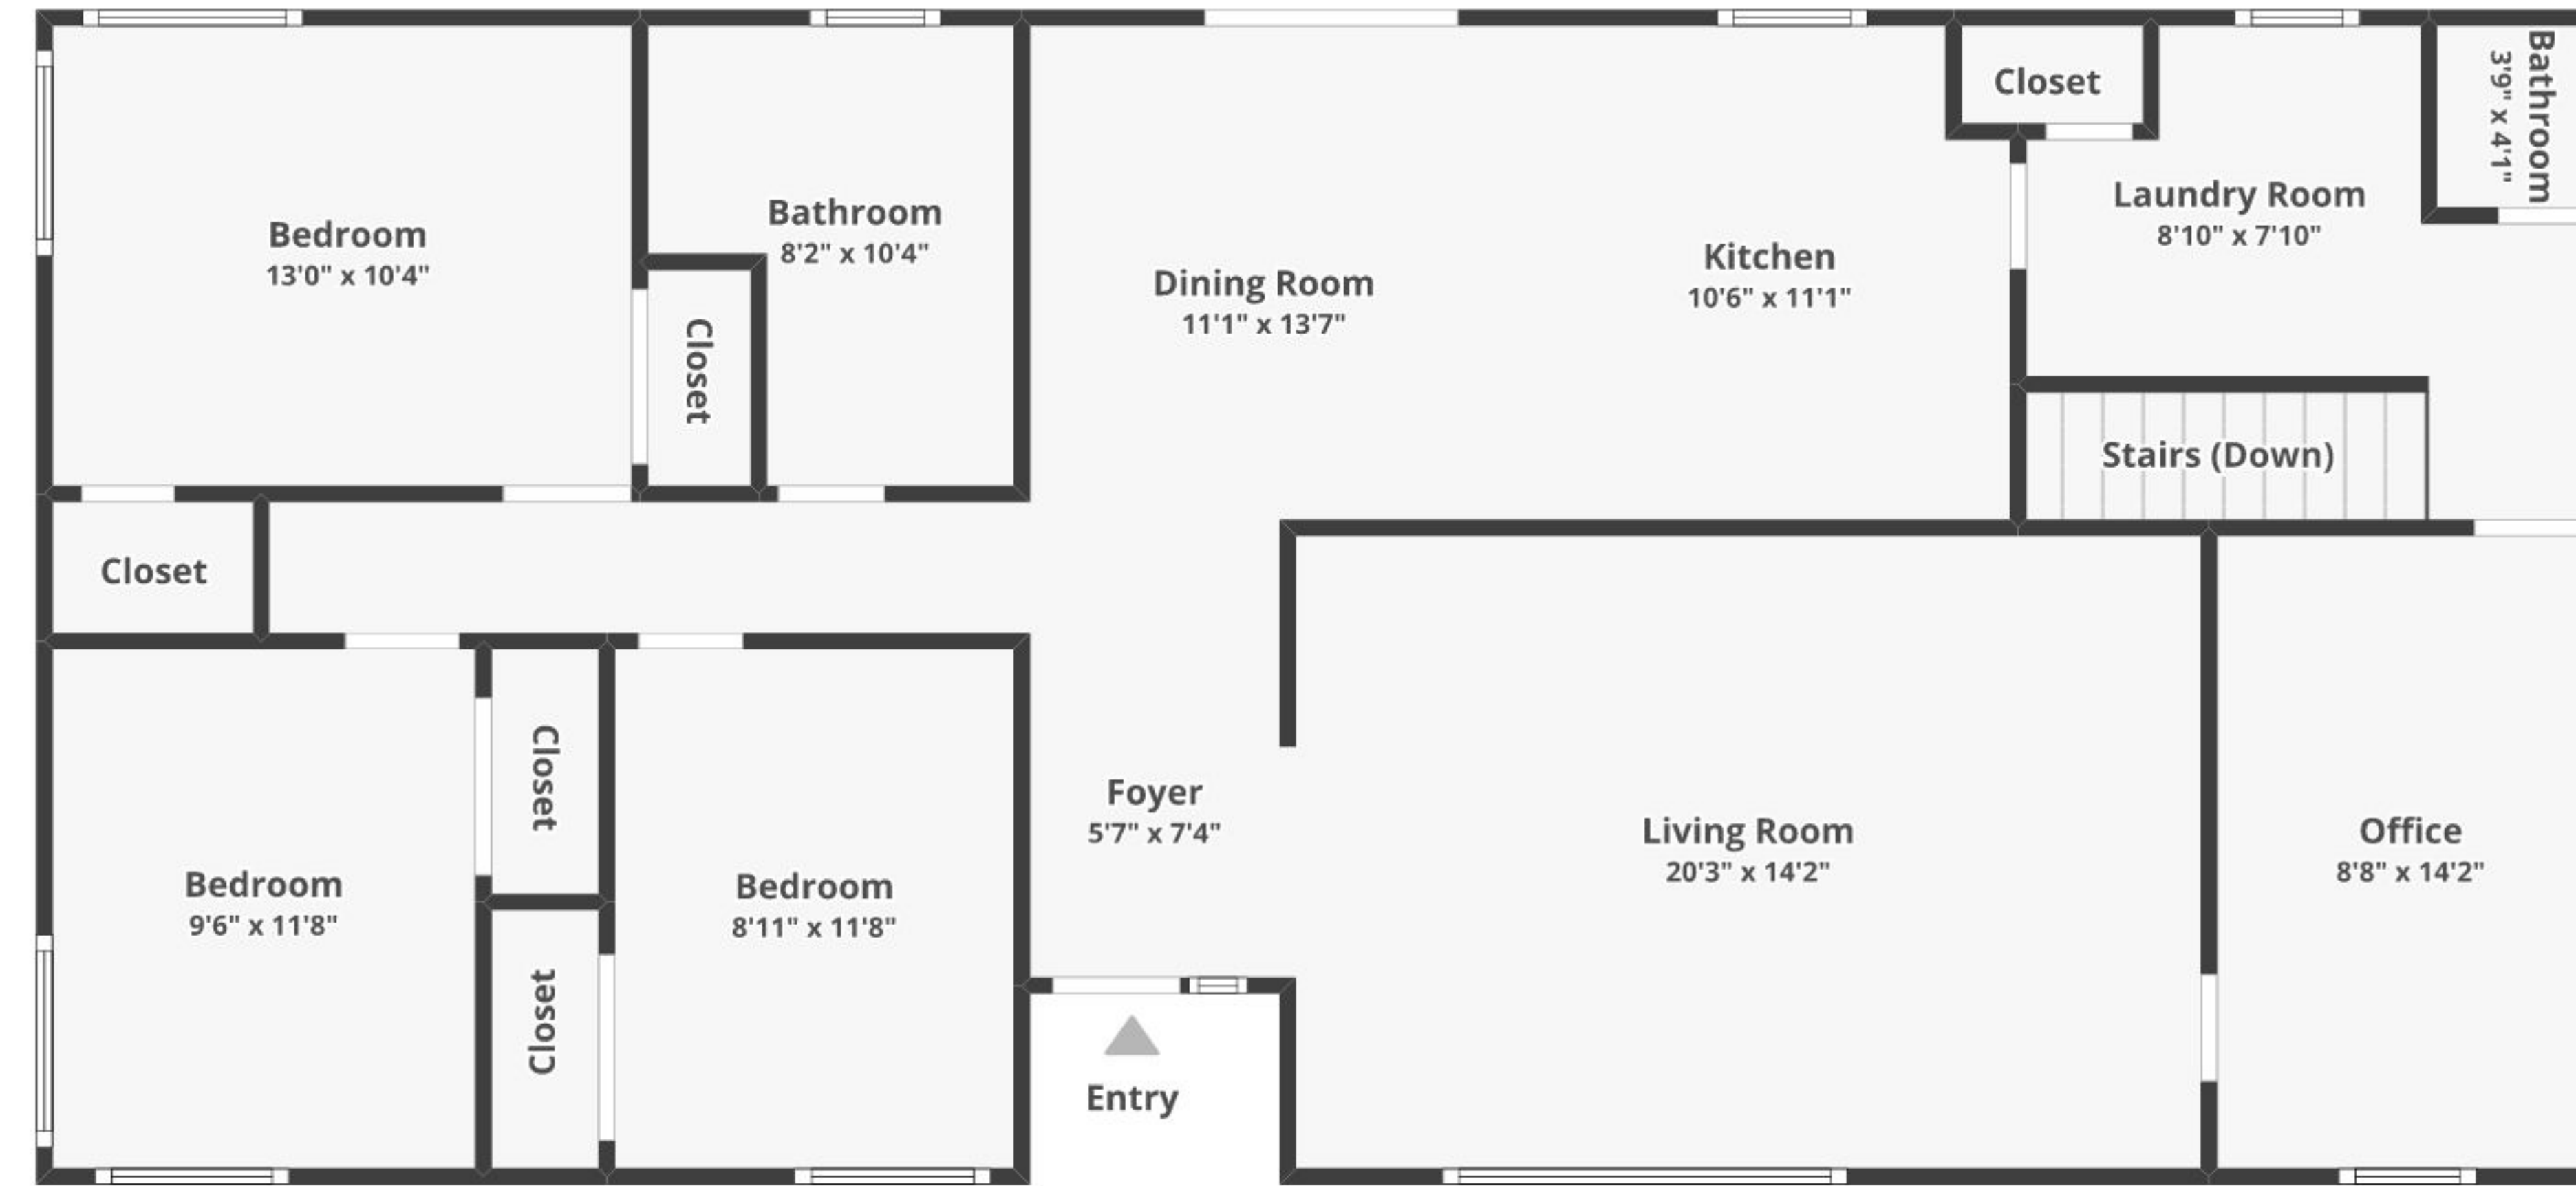 Bedroom
13'0" x 10'4"
Bathroom
8'2" x 10'4"
Closet
Dining Room
11'1" x 13'7"
Kitchen
10'6" x 11'1"
Closet
Laundry Room
8'10" x 7'10"
Bathroom
3'9" x 4'1"
Stairs (Down)
Closet
Bedroom
9'6" x 11'8"
Closet
Closet
Bedroom
8'11" x 11'8"
Foyer
5'7" x 7'4"
Entry
Living Room
20'3" x 14'2"
Office
8'8" x 14'2"